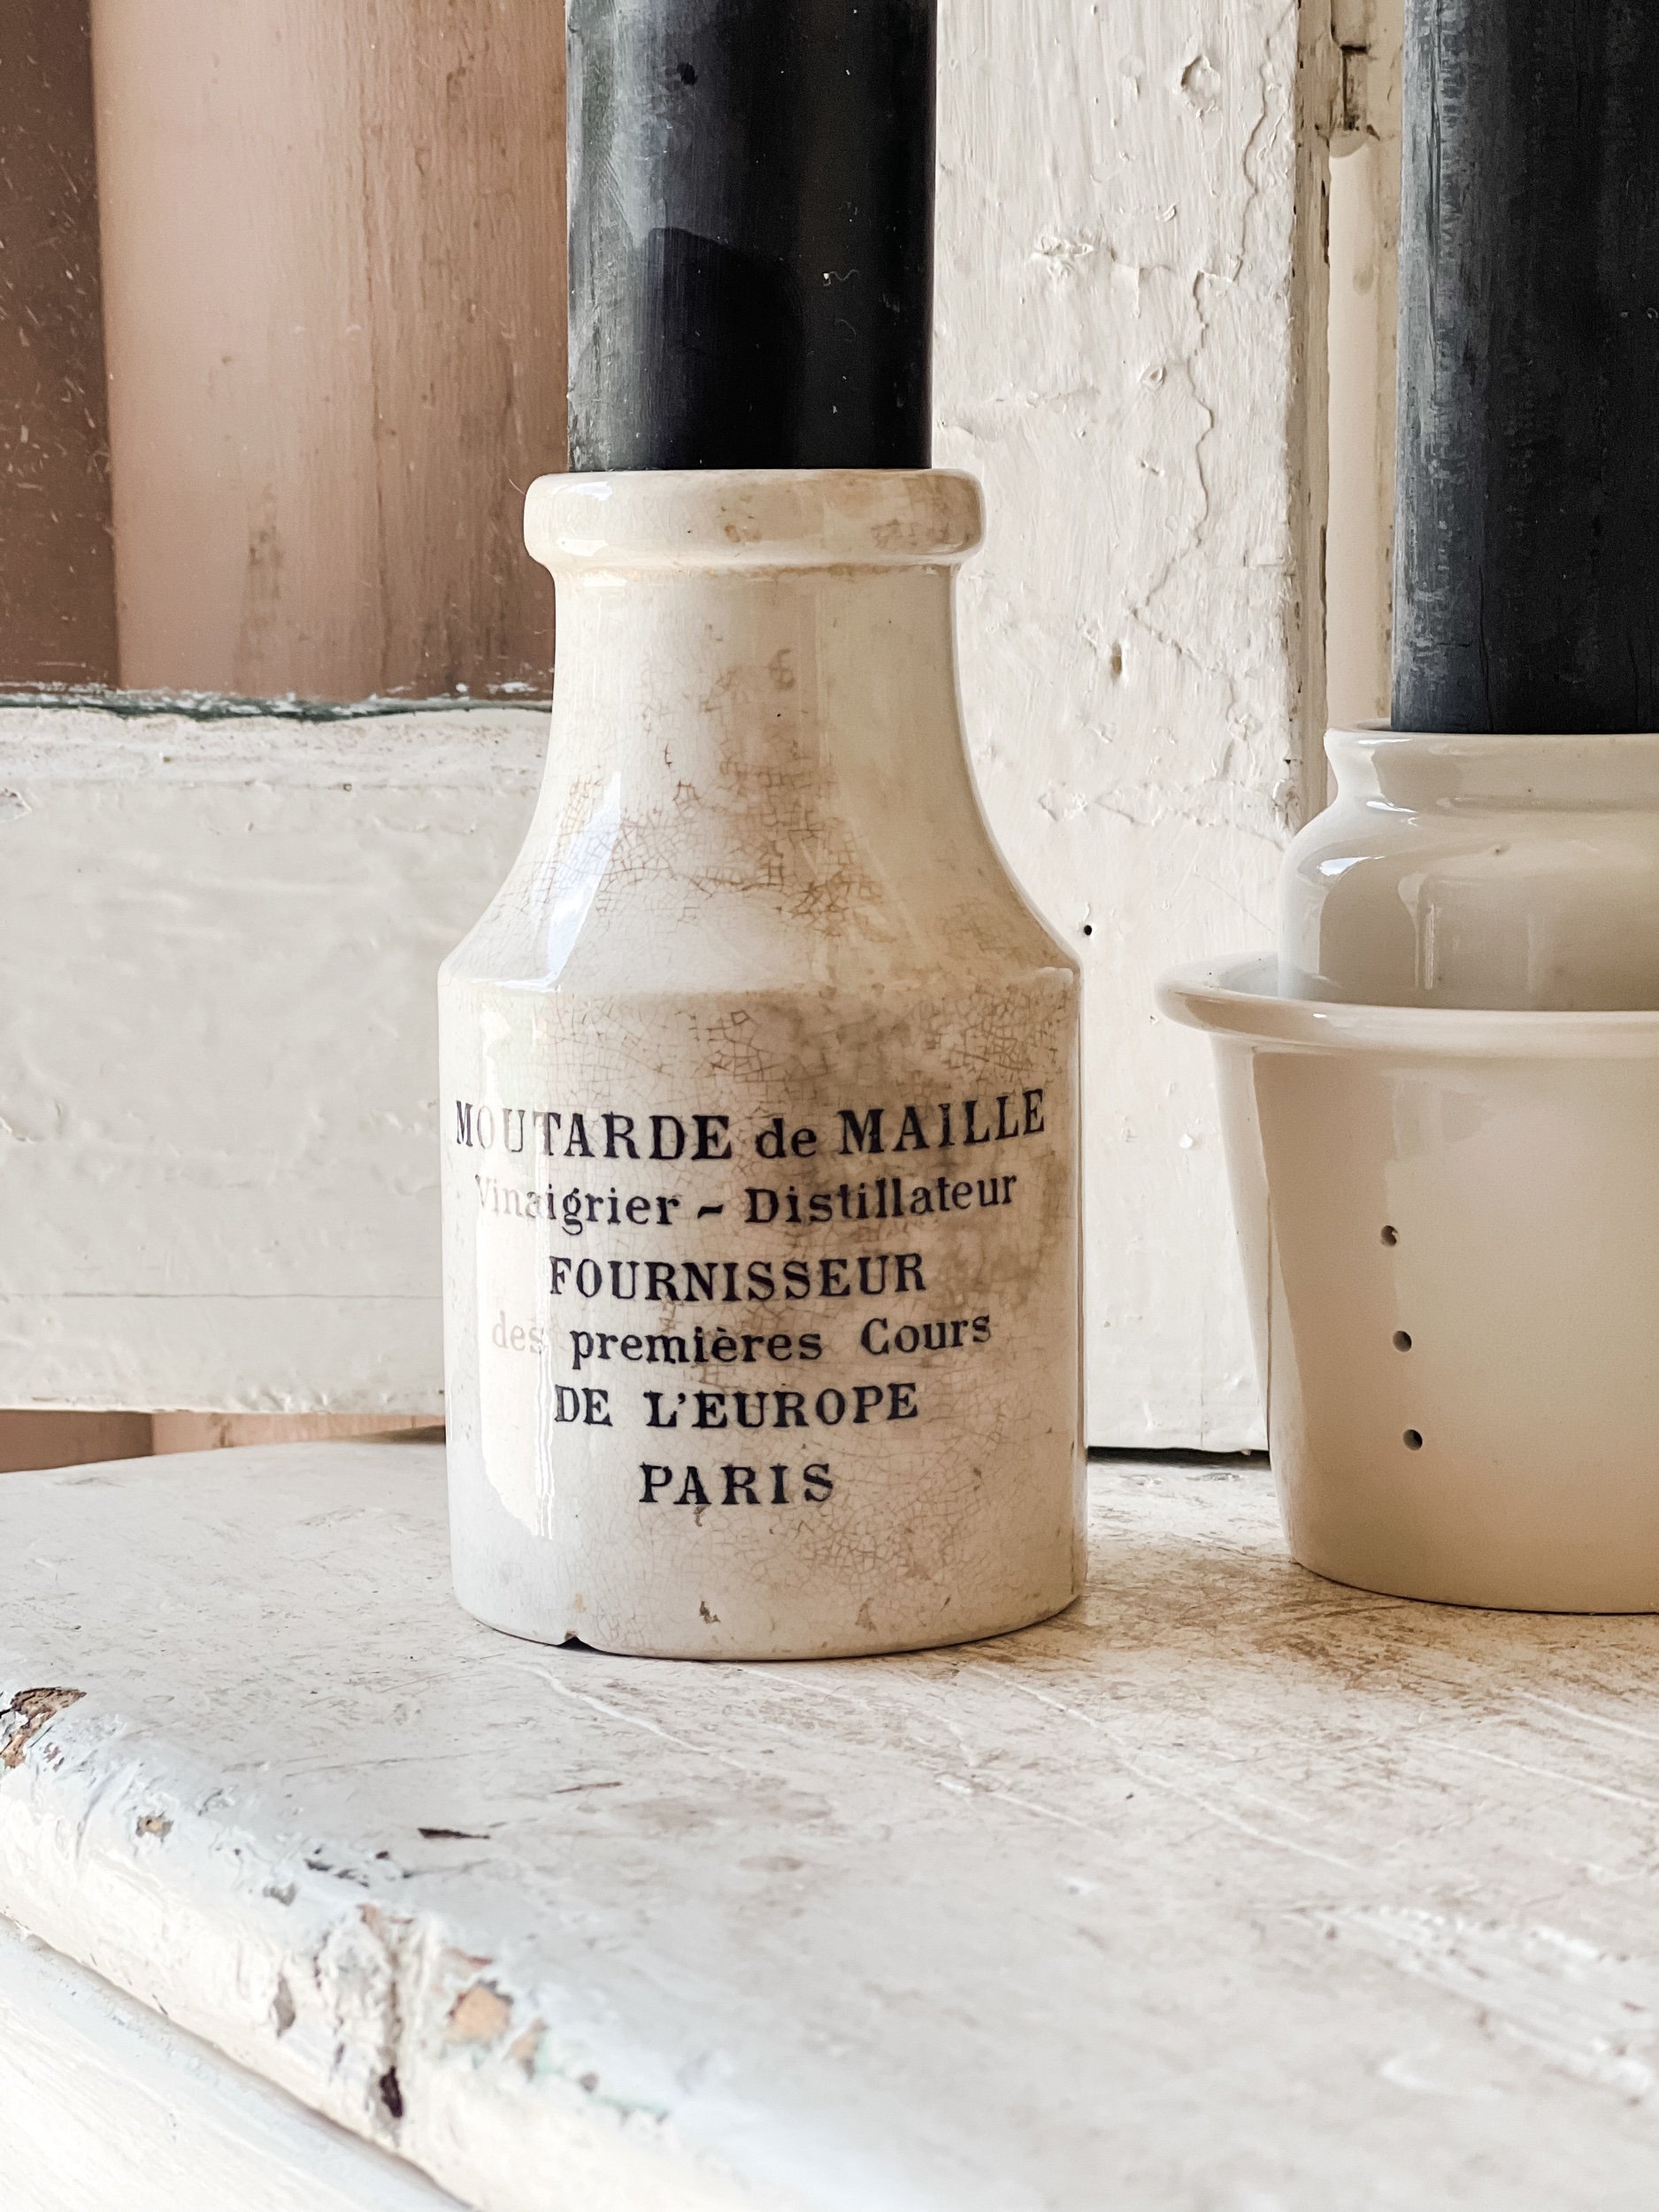 MOUTARDE de MAILLE
Vinaigrier - Distillateur
FOURNISSEUR
des premières Cours
DE L'EUROPE
PARIS